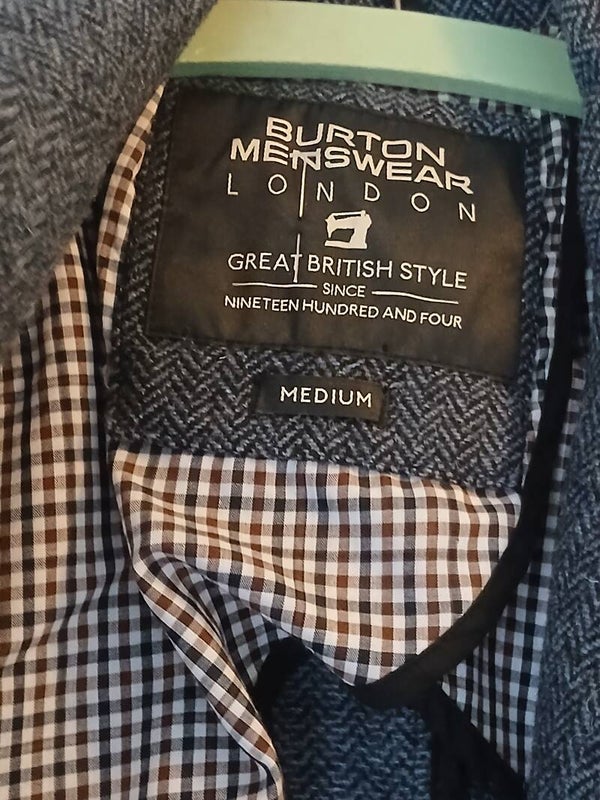 BURTON
MENSWEAR
LONDON
GREAT BRITISH STYLE
SINCE
NINETEEN HUNDRED AND FOUR
MEDIUM